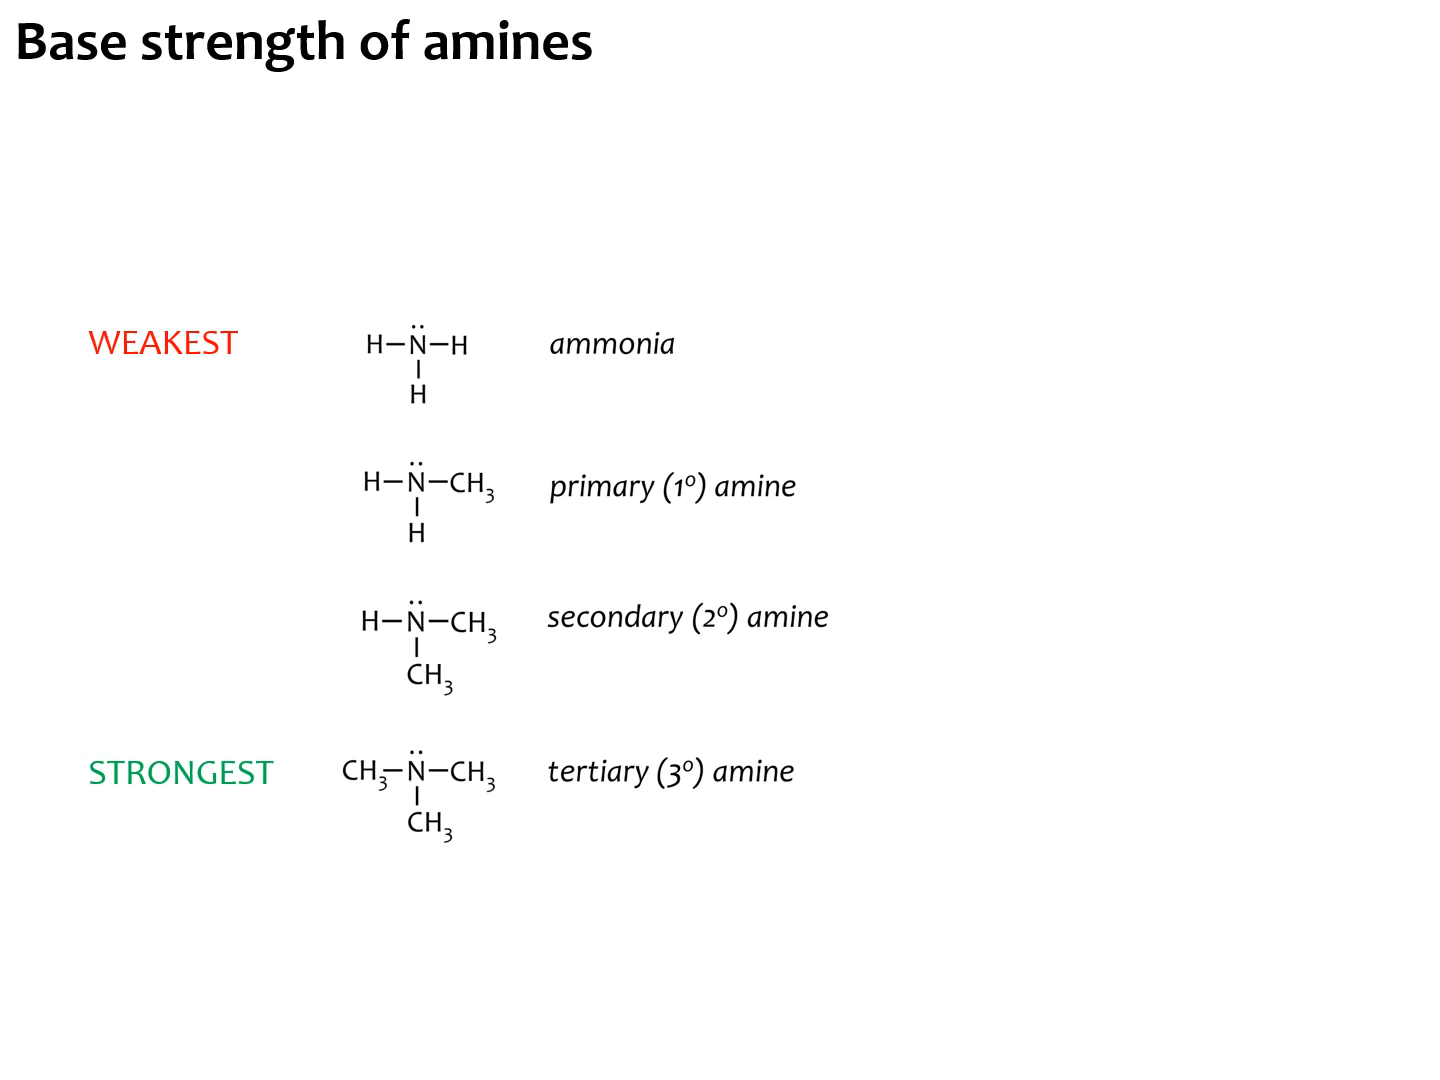 Base strength of amines
WEAKEST
H–N̈–H
|
H
ammonia
H–N̈–CH₃
|
H
primary (1º) amine
H–N̈–CH₃
|
CH₃
secondary (2º) amine
STRONGEST
CH₃–N̈–CH₃
|
CH₃
tertiary (3º) amine